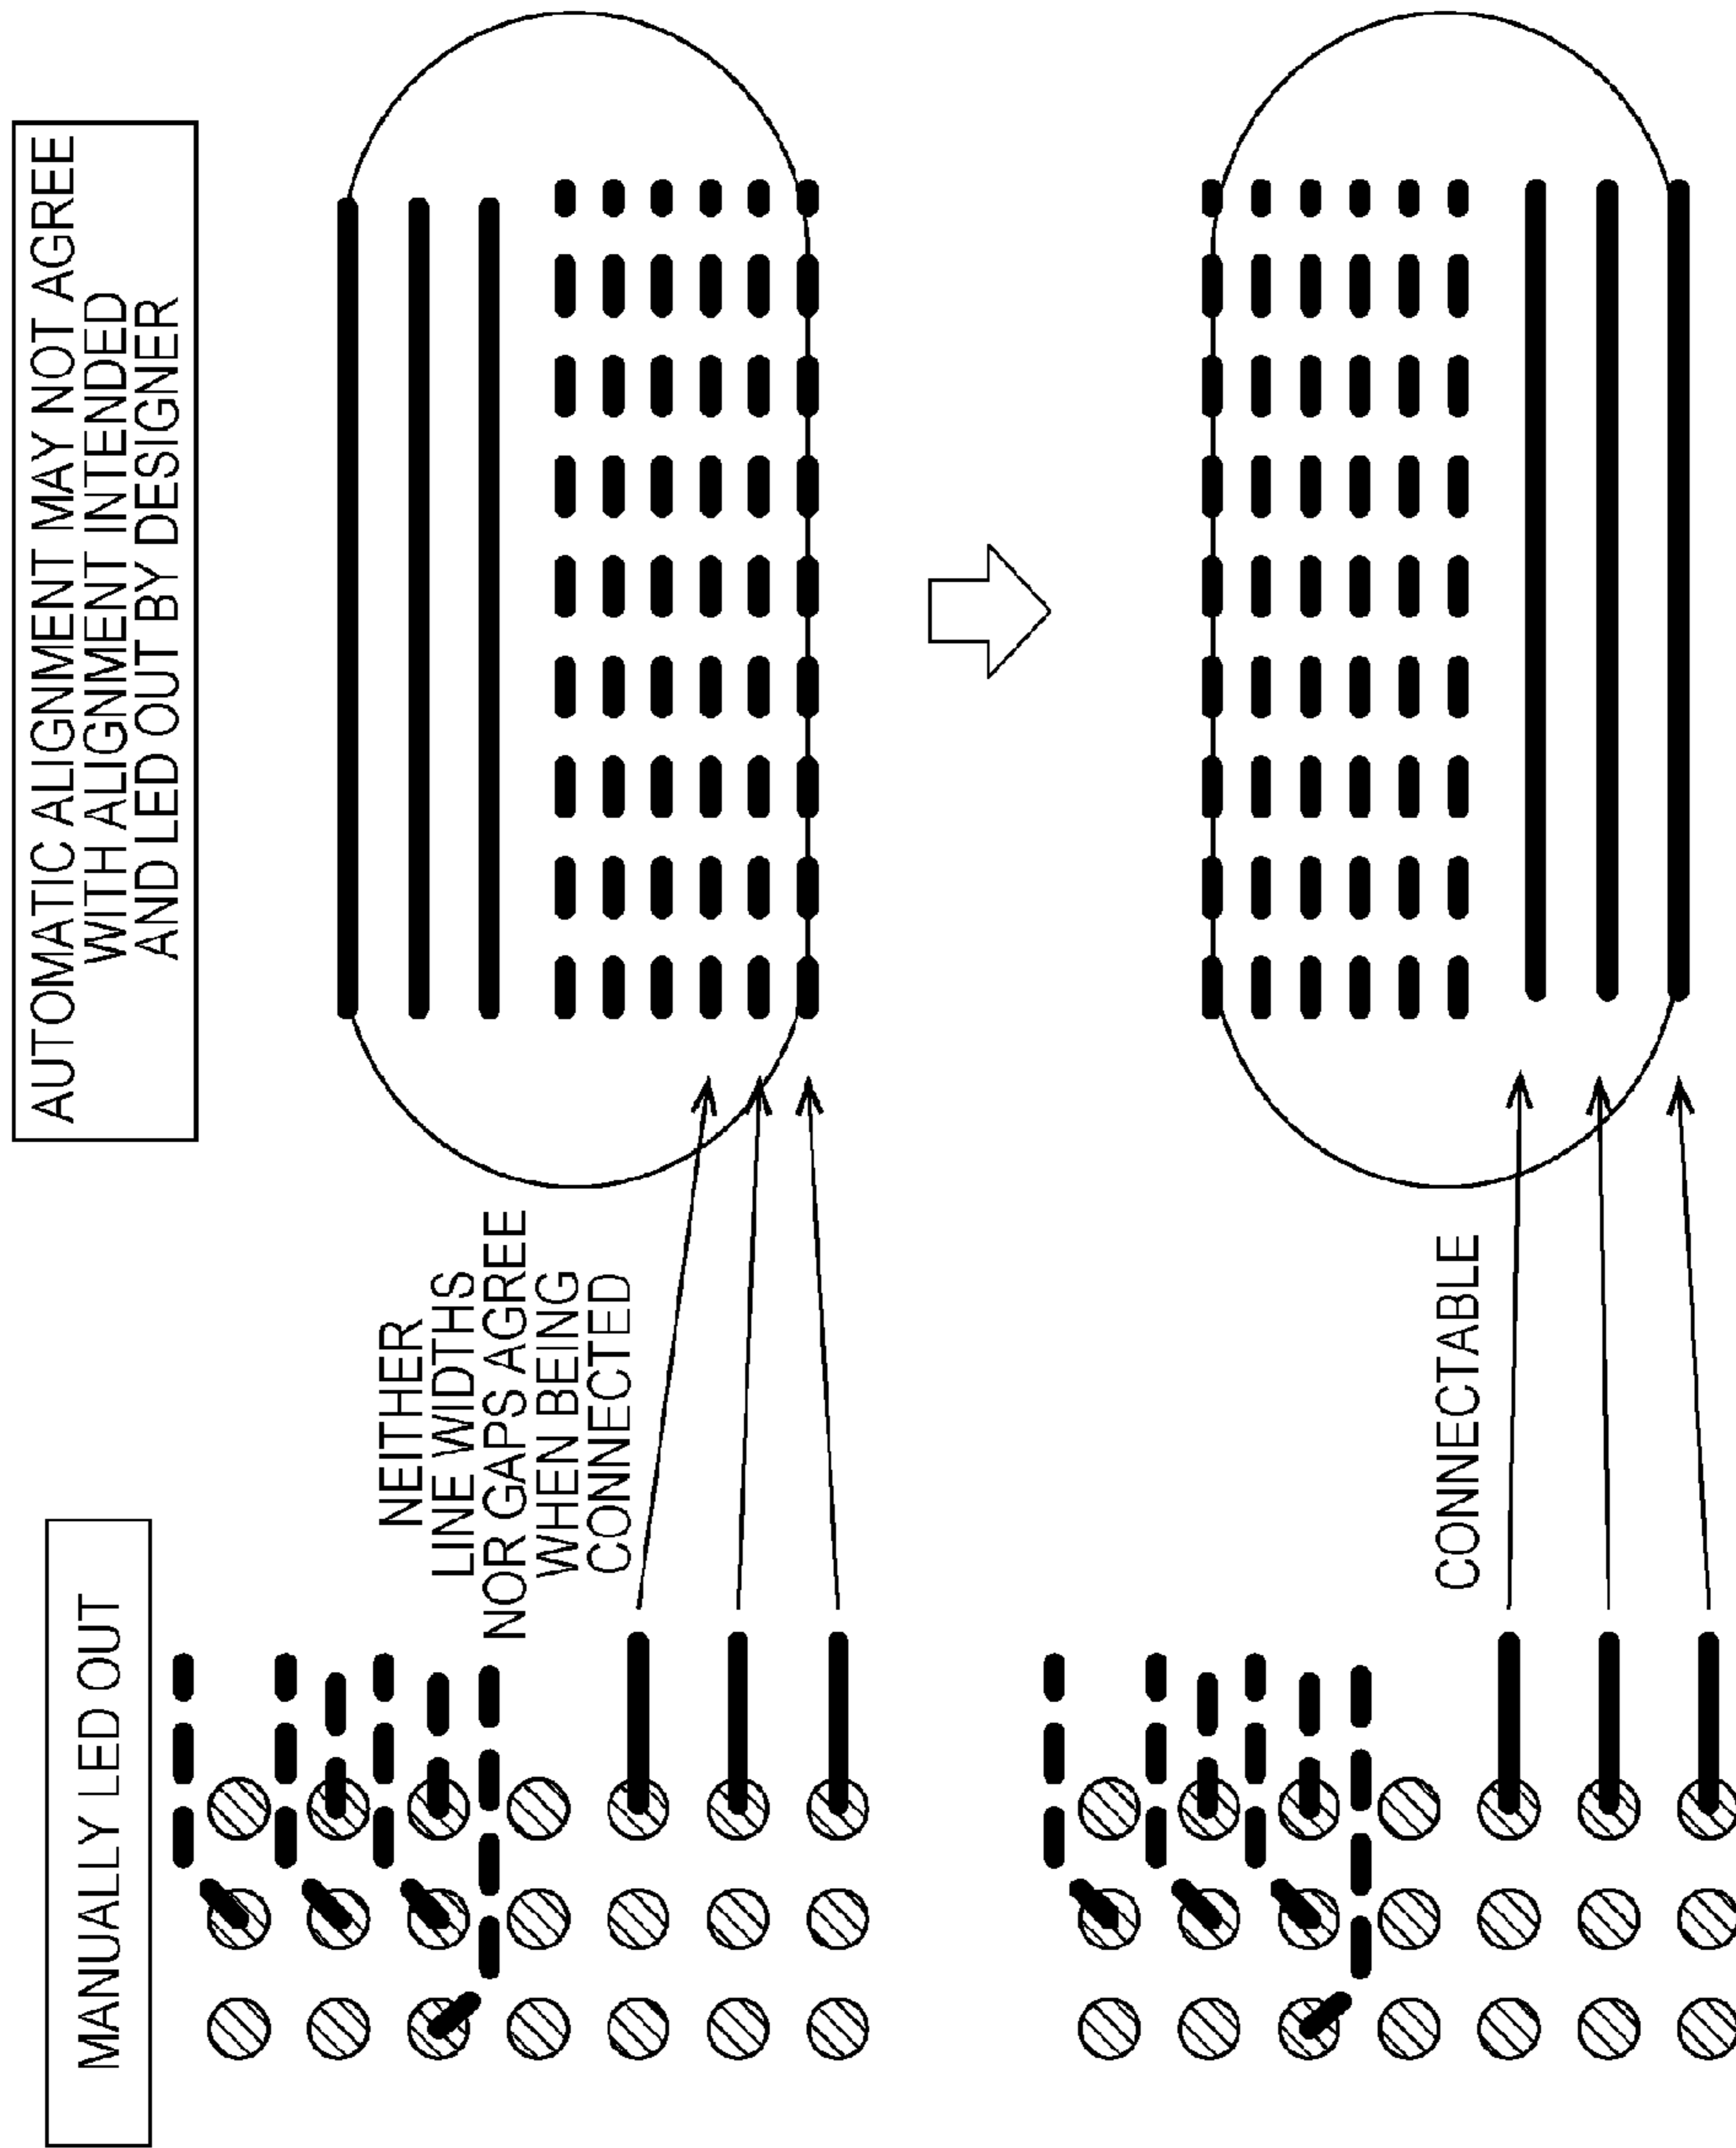 MANUALLY LED OUT
AUTOMATIC ALIGNMENT MAY NOT AGREE
WITH ALIGNMENT INTENDED
AND LED OUT BY DESIGNER
NEITHER
LINE WIDTHS
NOR GAPS AGREE
WHEN BEING
CONNECTED
CONNECTABLE